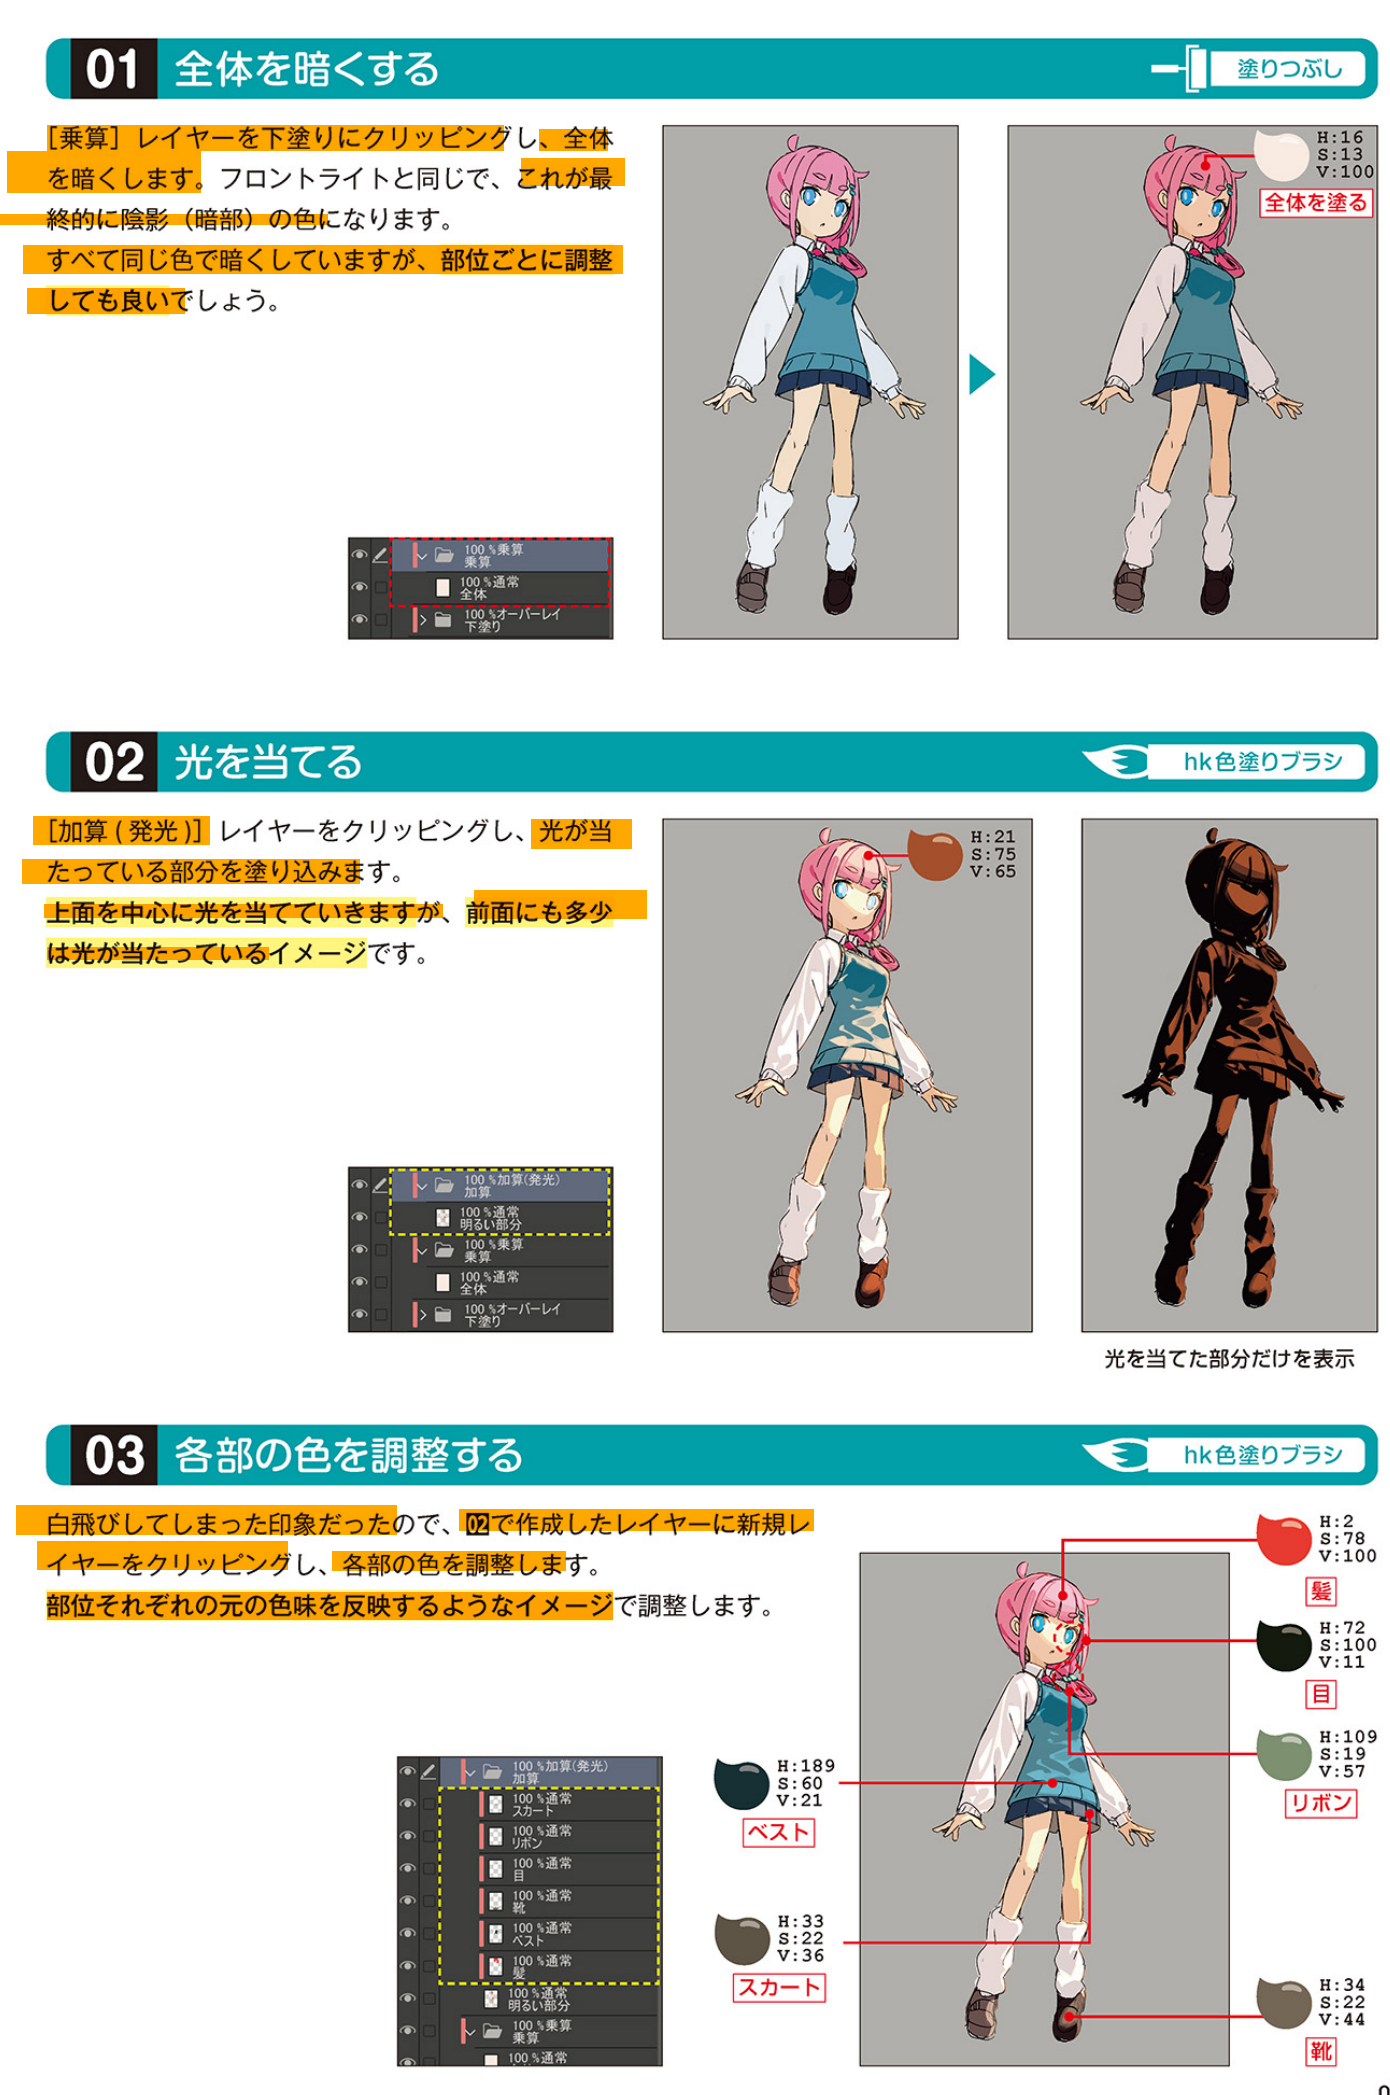 01 全体を暗くする
塗りつぶし
［乗算］レイヤーを下塗りにクリッピングし、全体
を暗くします。フロントライトと同じで、これが最
終的に陰影（暗部）の色になります。
すべて同じ色で暗くしていますが、部位ごとに調整
しても良いでしょう。
H:16
S:13
V:100
全体を塗る
100 %乗算
乗算
100 %通常
全体
100 %オーバーレイ
下塗り
02 光を当てる
hk色塗りブラシ
［加算(発光)］レイヤーをクリッピングし、光が当
たっている部分を塗り込みます。
上面を中心に光を当てていきますが、前面にも多少
は光が当たっているイメージです。
H:21
S:75
V:65
100 %加算(発光)
加算
100 %通常
明るい部分
100 %乗算
乗算
100 %通常
全体
100 %オーバーレイ
下塗り
光を当てた部分だけを表示
03 各部の色を調整する
hk色塗りブラシ
白飛びしてしまった印象だったので、02で作成したレイヤーに新規レ
イヤーをクリッピングし、各部の色を調整します。
部位それぞれの元の色味を反映するようなイメージで調整します。
H:2
S:78
V:100
髪
H:72
S:100
V:11
目
H:109
S:19
V:57
リボン
H:189
S:60
V:21
ベスト
H:33
S:22
V:36
スカート
H:34
S:22
V:44
靴
100 %加算(発光)
加算
100 %通常
スカート
100 %通常
リボン
100 %通常
目
100 %通常
靴
100 %通常
ベスト
100 %通常
髪
100 %通常
明るい部分
100 %乗算
乗算
100 %通常